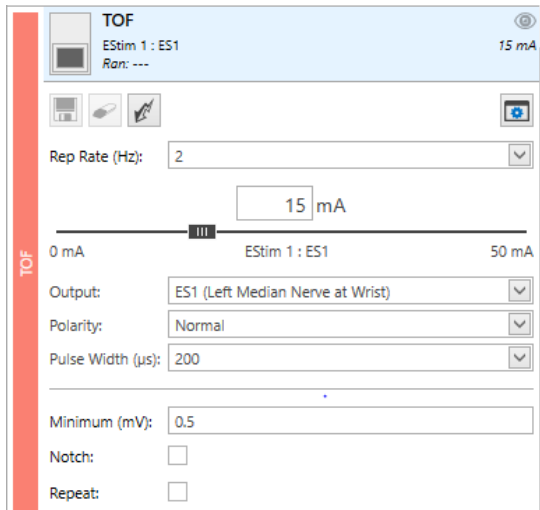 TOF
EStim 1 : ES1
15 mA
Ran: ---
Rep Rate (Hz):
2
15 mA
0 mA
EStim 1 : ES1
50 mA
TOF
Output:
ES1 (Left Median Nerve at Wrist)
Polarity:
Normal
Pulse Width (µs):
200
Minimum (mV):
0.5
Notch:
Repeat: